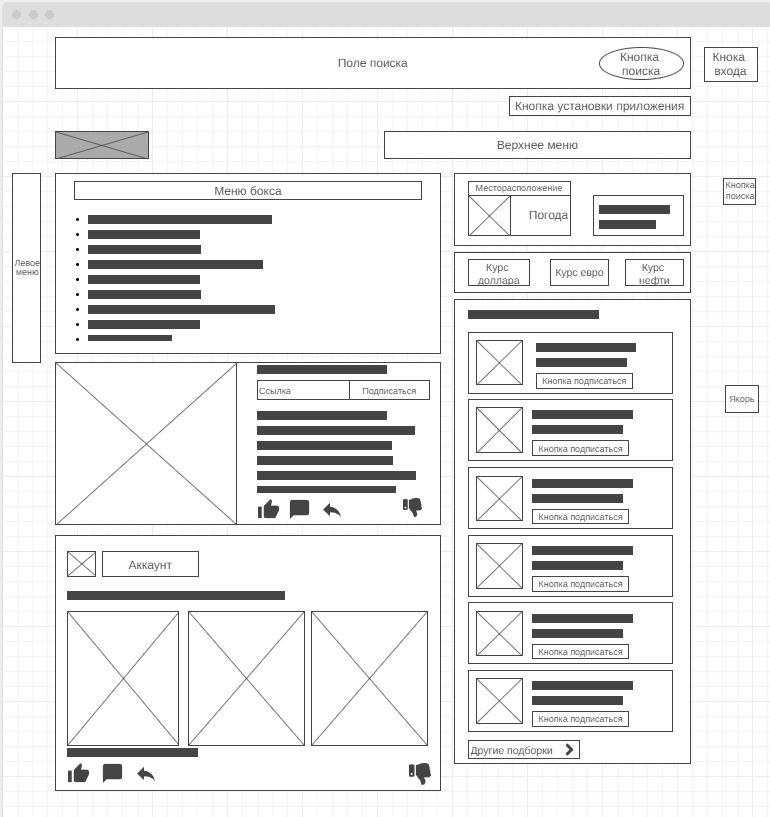 Поле поиска
Кнопка
поиска
Кнока
входа
Кнопка установки приложения
Верхнее меню
Левое
меню
Меню бокса
Месторасположение
Погода
Кнопка
поиска
Курс
доллара
Курс евро
Курс
нефти
Ссылка
Подписаться
Кнопка подписаться
Кнопка подписаться
Якорь
Кнопка подписаться
Аккаунт
Кнопка подписаться
Кнопка подписаться
Кнопка подписаться
Другие подборки